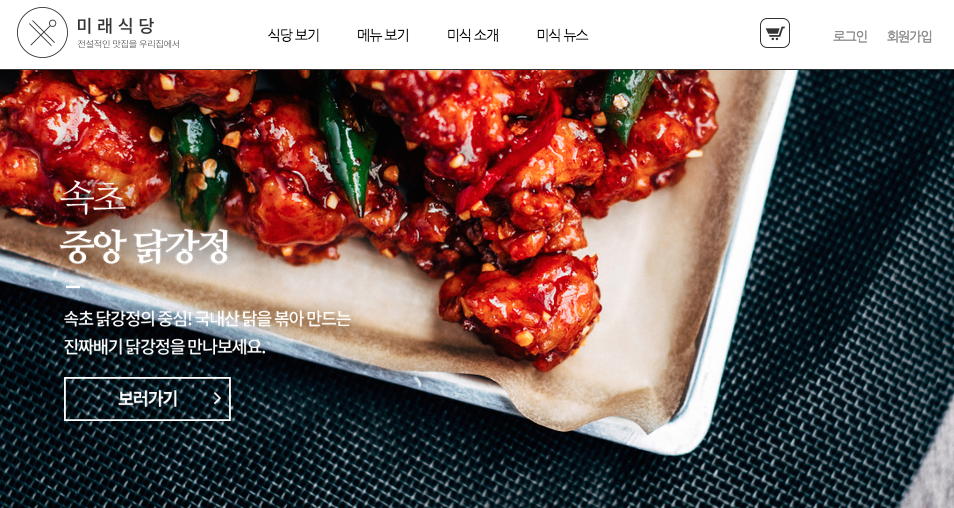 미래식당
전설적인 맛집을 우리집에서
식당 보기
메뉴 보기
미식 소개
미식 뉴스
로그인
회원가입
속초
중앙 닭강정
속초 닭강정의 중심! 국내산 닭을 볶아 만드는
진짜배기 닭강정을 만나보세요.
보러가기